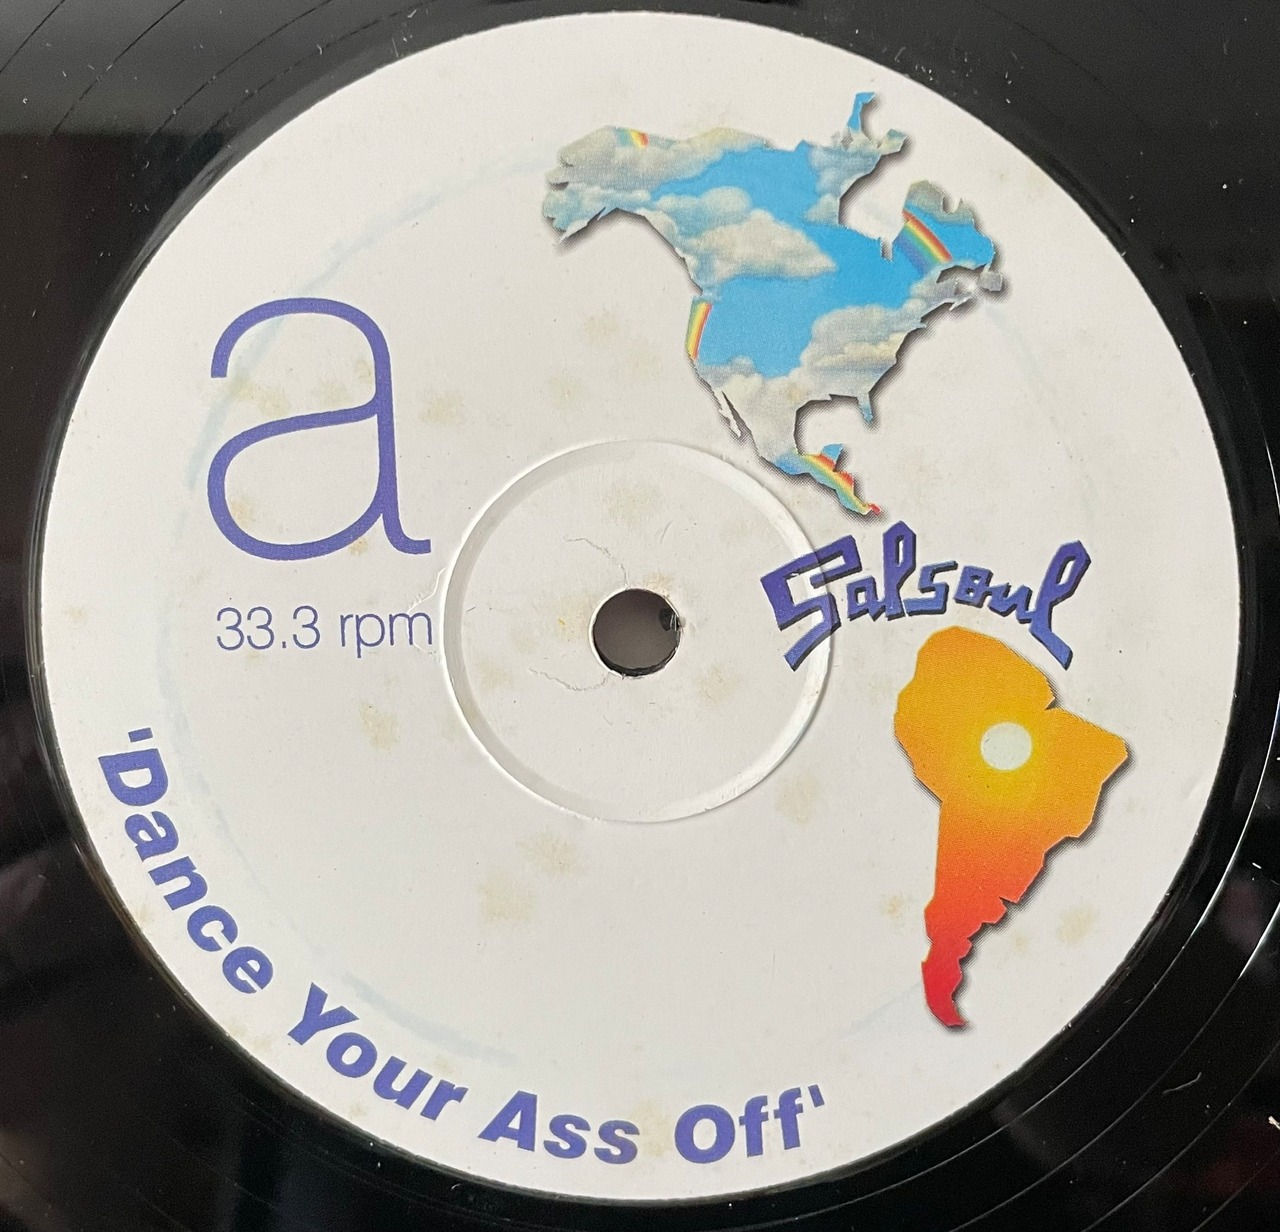 a
33.3 rpm
Salsoul
'Dance Your Ass Off'